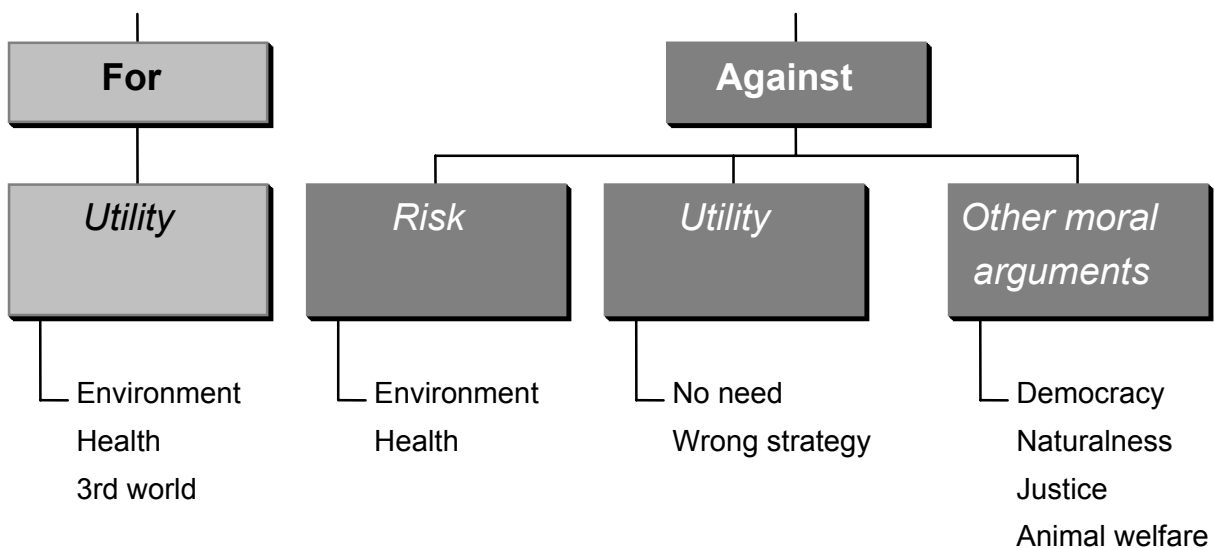 For
Against
Utility
Risk
Utility
Other moral
arguments
Environment
Health
3rd world
Environment
Health
No need
Wrong strategy
Democracy
Naturalness
Justice
Animal welfare